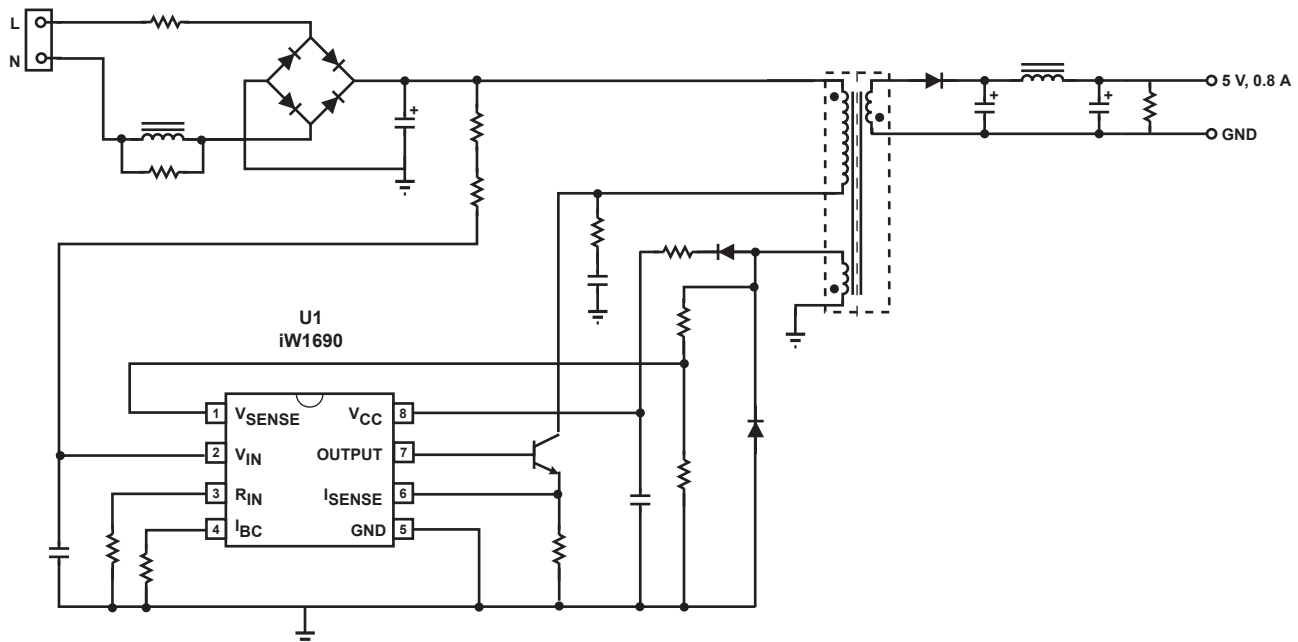 L
N
+
+
+
5 V, 0.8 A
GND
U1
iW1690
1 VSENSE VCC 8
2 VIN OUTPUT 7
3 RIN ISENSE 6
4 IBC GND 5